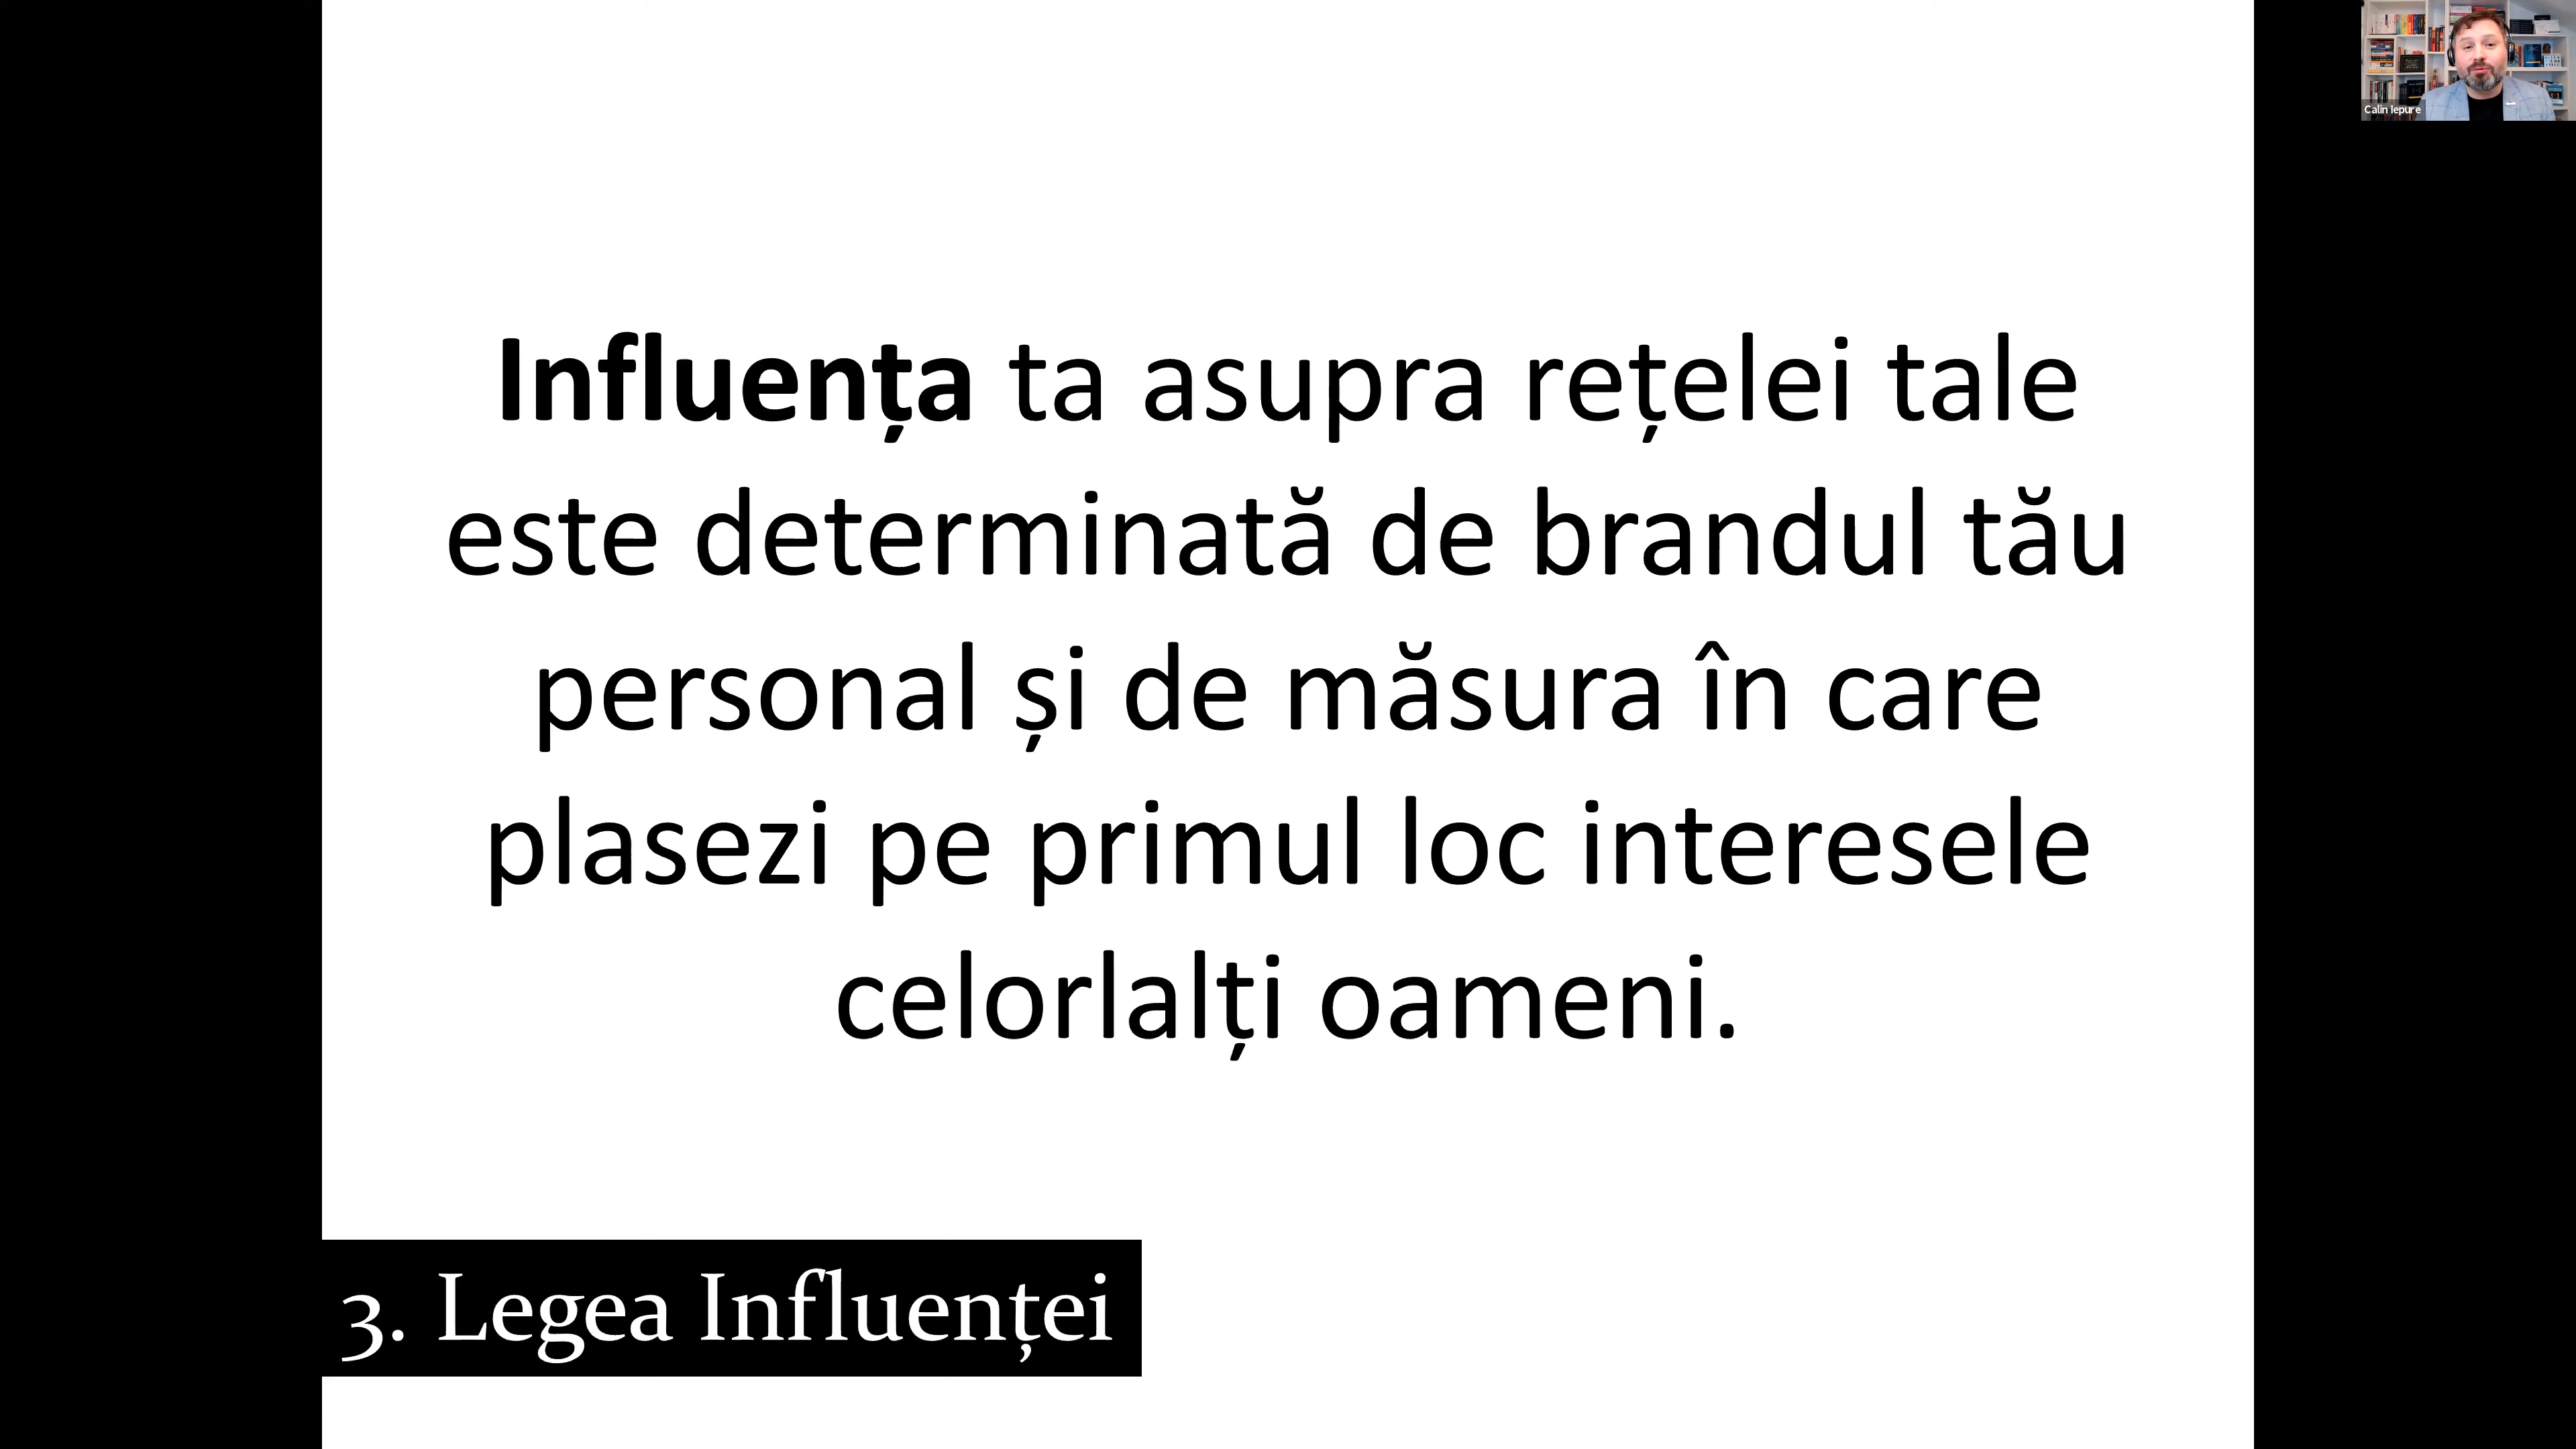 Calin Iepure
Influența ta asupra rețelei tale
este determinată de brandul tău
personal și de măsura în care
plasezi pe primul loc interesele
celorlalți oameni.
3. Legea Influenței